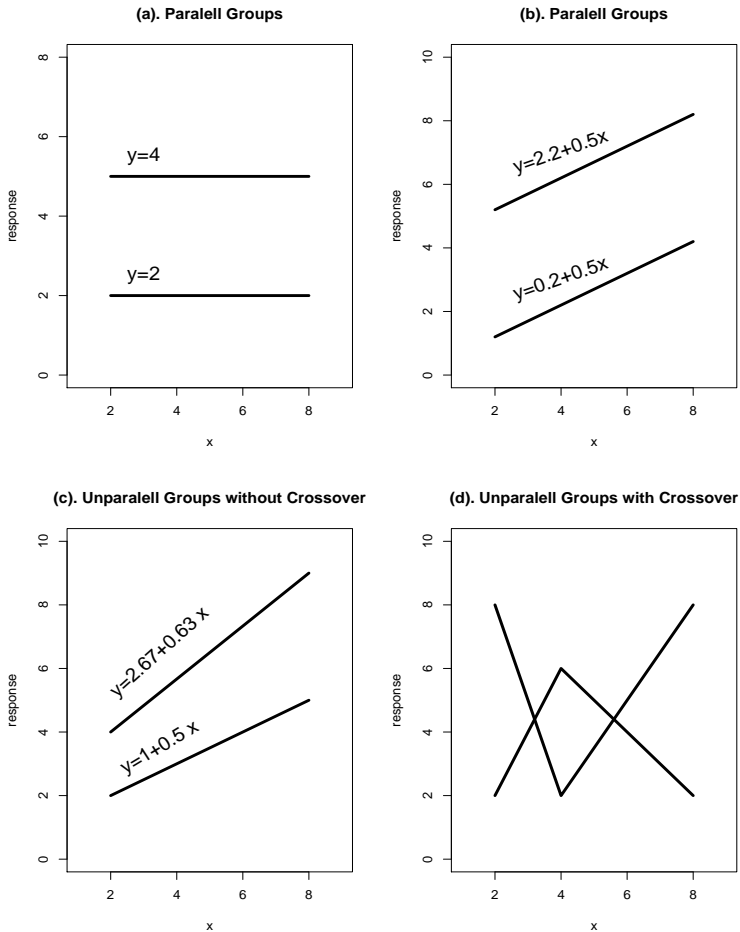 (a). Paralell Groups
response
0
2
4
6
8
y=4
y=2
2
4
6
8
x
(b). Paralell Groups
response
0
2
4
6
8
10
y=2.2+0.5x
y=0.2+0.5x
2
4
6
8
x
(c). Unparalell Groups without Crossover
response
0
2
4
6
8
10
y=2.67+0.63 x
y=1+0.5 x
2
4
6
8
x
(d). Unparalell Groups with Crossover
response
0
2
4
6
8
10
2
4
6
8
x